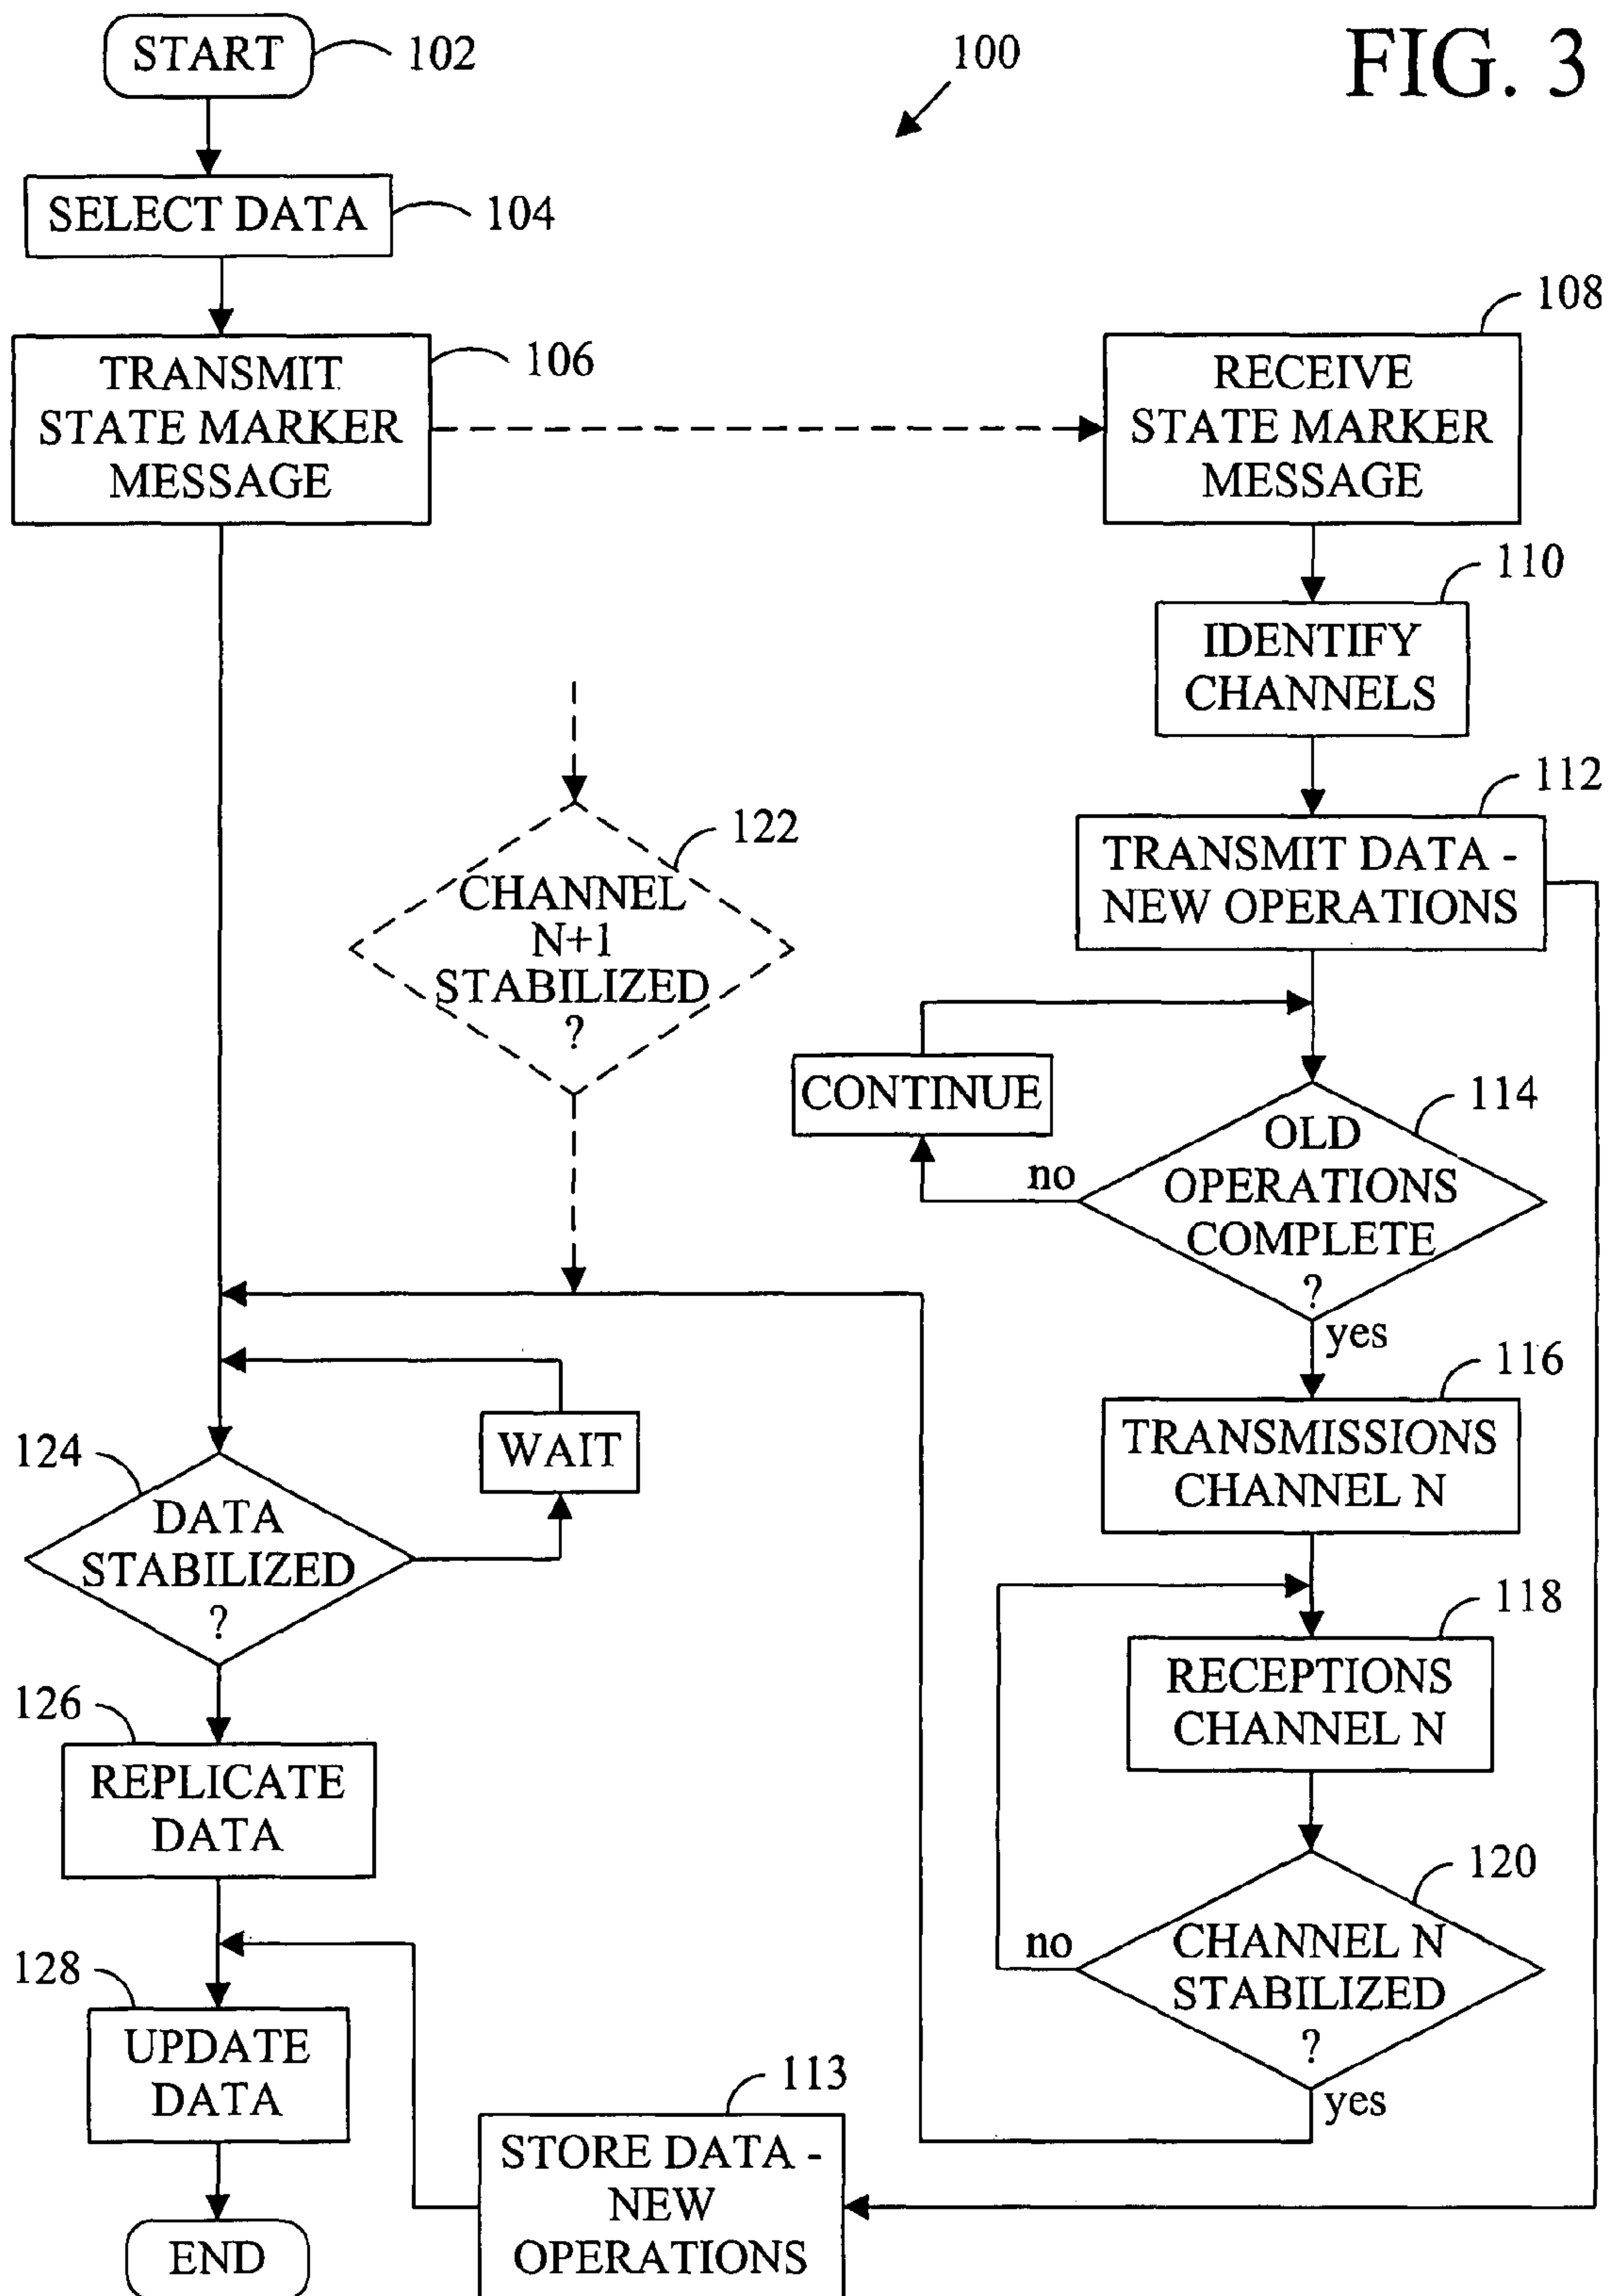 FIG. 3
100
START
102
SELECT DATA
104
TRANSMIT
STATE MARKER
MESSAGE
106
108
RECEIVE
STATE MARKER
MESSAGE
110
IDENTIFY
CHANNELS
112
TRANSMIT DATA -
NEW OPERATIONS
122
CHANNEL
N+1
STABILIZED
?
CONTINUE
no
114
OLD
OPERATIONS
COMPLETE
?
yes
116
TRANSMISSIONS
CHANNEL N
118
RECEPTIONS
CHANNEL N
120
no
CHANNEL N
STABILIZED
?
yes
WAIT
124
DATA
STABILIZED
?
126
REPLICATE
DATA
128
UPDATE
DATA
113
STORE DATA -
NEW
OPERATIONS
END